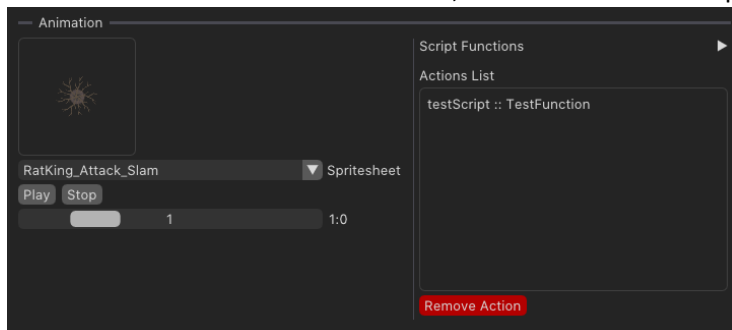 Animation
RatKing_Attack_Slam
Spritesheet
Play
Stop
1
1:0
Script Functions
Actions List
testScript :: TestFunction
Remove Action